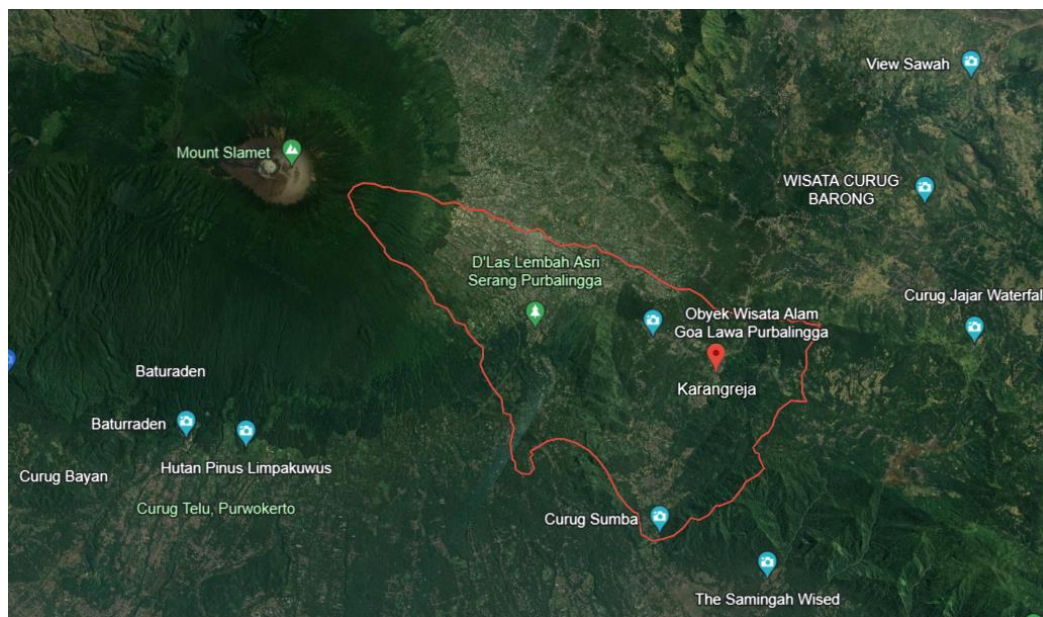 View Sawah
Mount Slamet
WISATA CURUG
BARONG
D'Las Lembah Asri
Serang Purbalingga
Curug Jajar Waterfal
Obyek Wisata Alam
Goa Lawa Purbalingga
Baturaden
Karangreja
Baturraden
Hutan Pinus Limpakuwus
Curug Bayan
Curug Telu, Purwokerto
Curug Sumba
The Samingah Wised